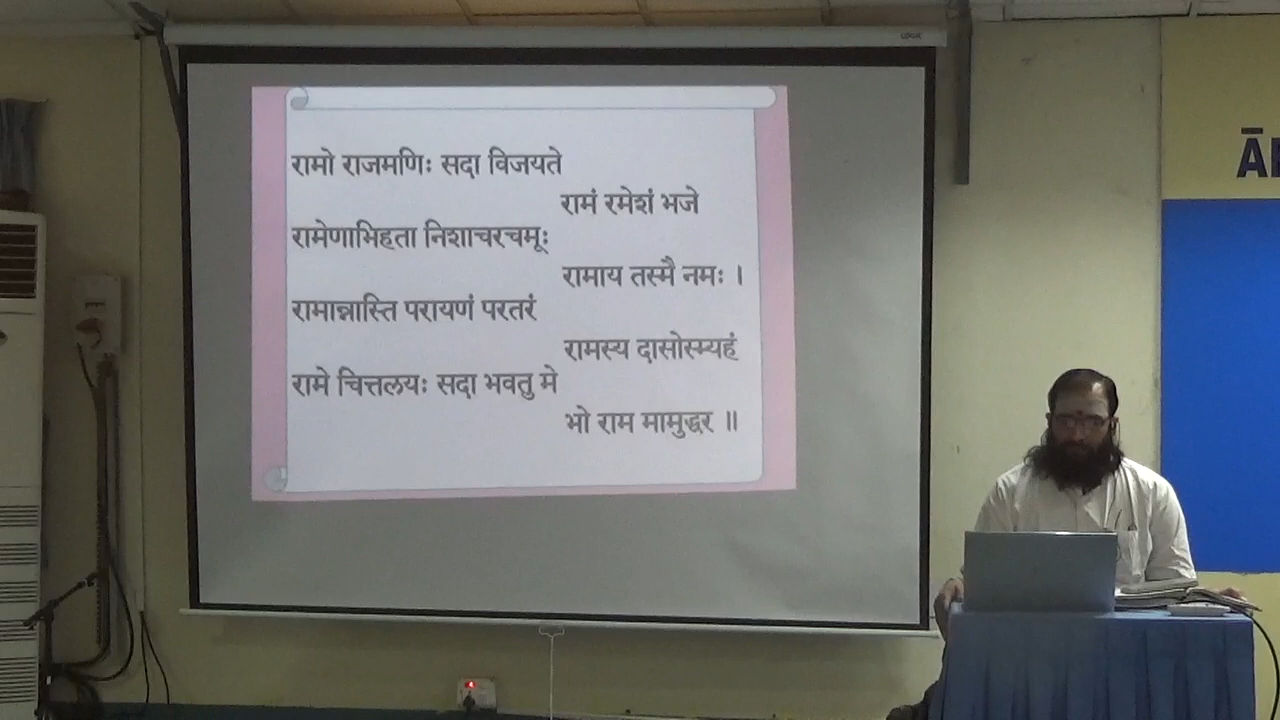 रामो राजमणिः सदा विजयते
रामं रमेशं भजे
रामेणाभिहता निशाचरचमूः
रामाय तस्मै नमः ।
रामान्नास्ति परायणं परतरं
रामस्य दासोस्म्यहं
रामे चित्तलयः सदा भवतु मे
भो राम मामुद्धर ॥